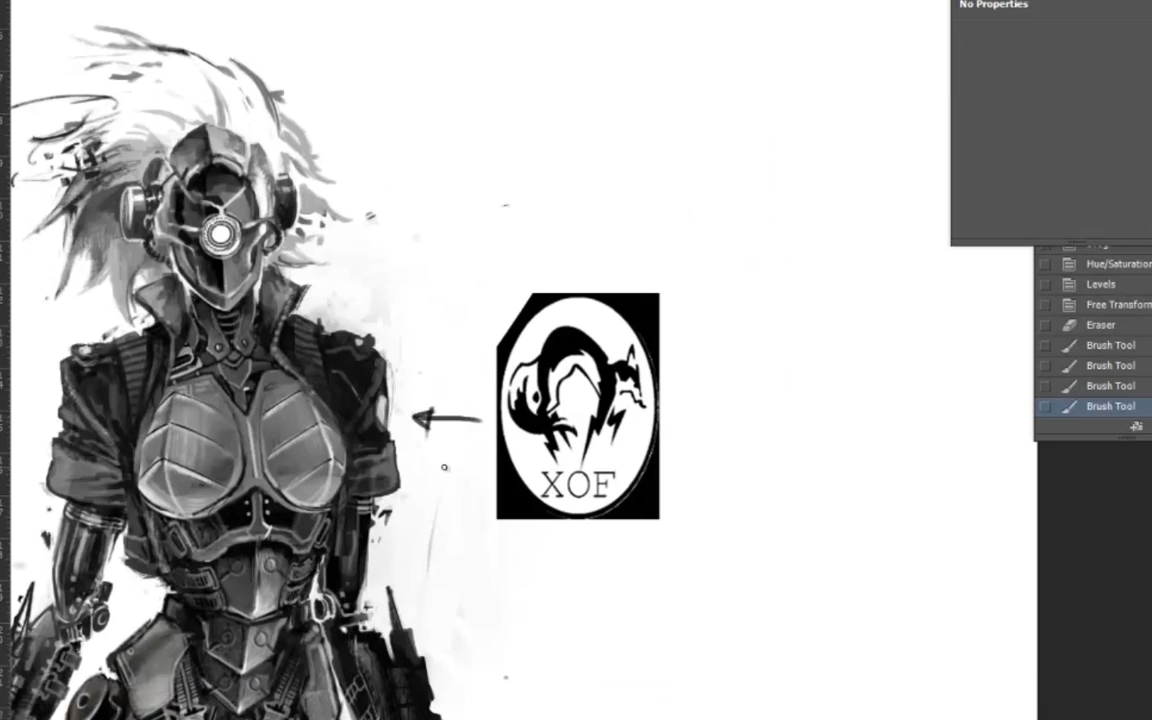 No Properties
Hue/Saturation
Levels
Free Transform
Eraser
Brush Tool
Brush Tool
Brush Tool
Brush Tool
XOF